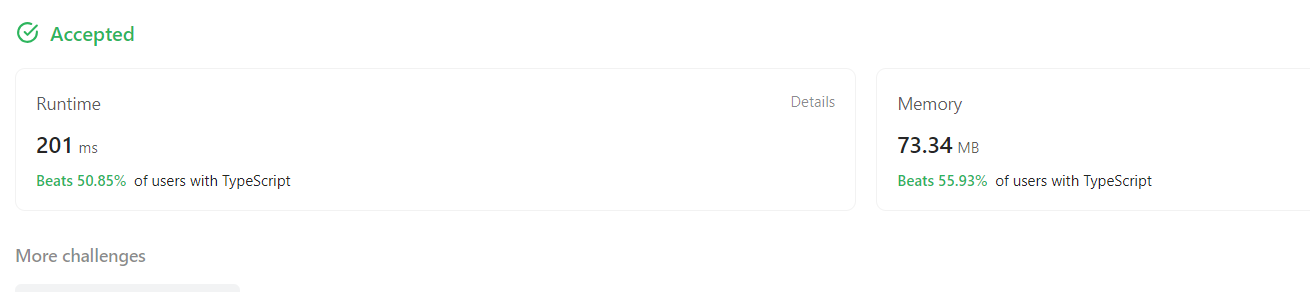 Accepted
Runtime
Details
201 ms
Beats 50.85% of users with TypeScript
Memory
73.34 MB
Beats 55.93% of users with TypeScript
More challenges